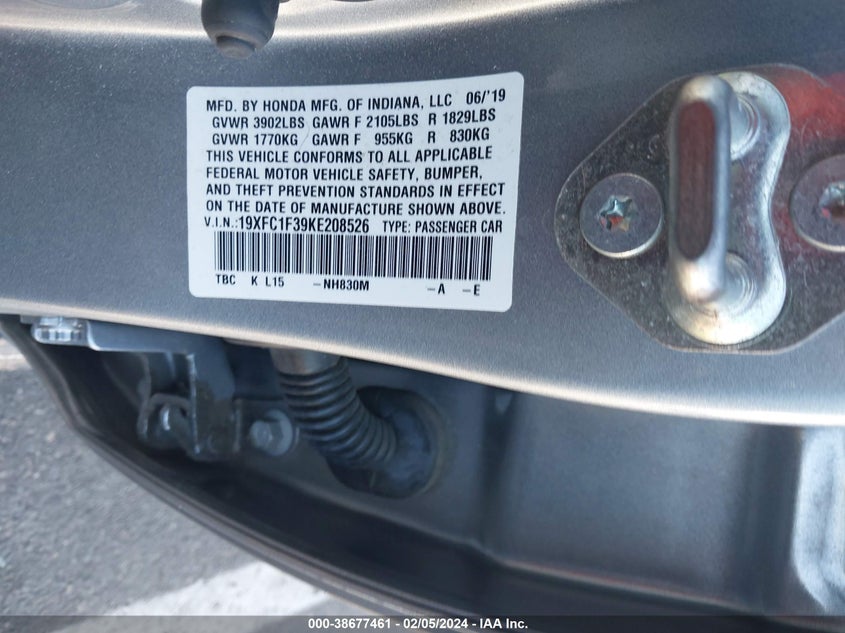 MFD. BY HONDA MFG. OF INDIANA, LLC 06/'19
GVWR 3902LBS GAWR F 2105LBS R 1829LBS
GVWR 1770KG GAWR F 955KG R 830KG
THIS VEHICLE CONFORMS TO ALL APPLICABLE
FEDERAL MOTOR VEHICLE SAFETY, BUMPER,
AND THEFT PREVENTION STANDARDS IN EFFECT
ON THE DATE OF MANUFACTURE SHOWN ABOVE.
V.I.N.:19XFC1F39KE208526 TYPE: PASSENGER CAR
TBC K L15 -NH830M -A -E
000-38677461 - 02/05/2024 - IAA Inc.